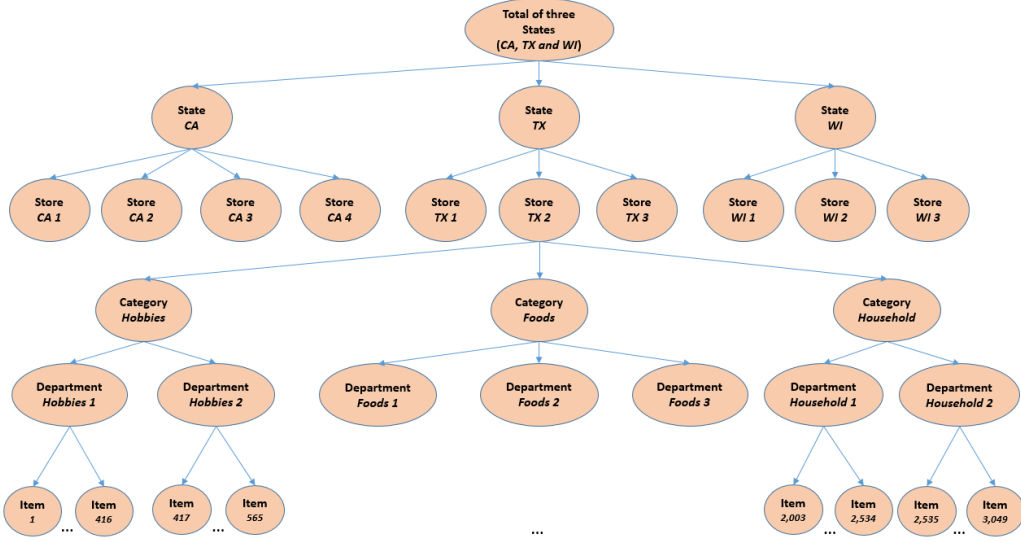 Total of three
States
(CA, TX and WI)
State
CA
State
TX
State
WI
Store
CA 1
Store
CA 2
Store
CA 3
Store
CA 4
Store
TX 1
Store
TX 2
Store
TX 3
Store
WI 1
Store
WI 2
Store
WI 3
Category
Hobbies
Category
Foods
Category
Household
Department
Hobbies 1
Department
Hobbies 2
Department
Foods 1
Department
Foods 2
Department
Foods 3
Department
Household 1
Department
Household 2
Item
1
...
Item
416
Item
417
...
Item
565
...
Item
2,003
...
Item
2,534
Item
2,535
...
Item
3,049